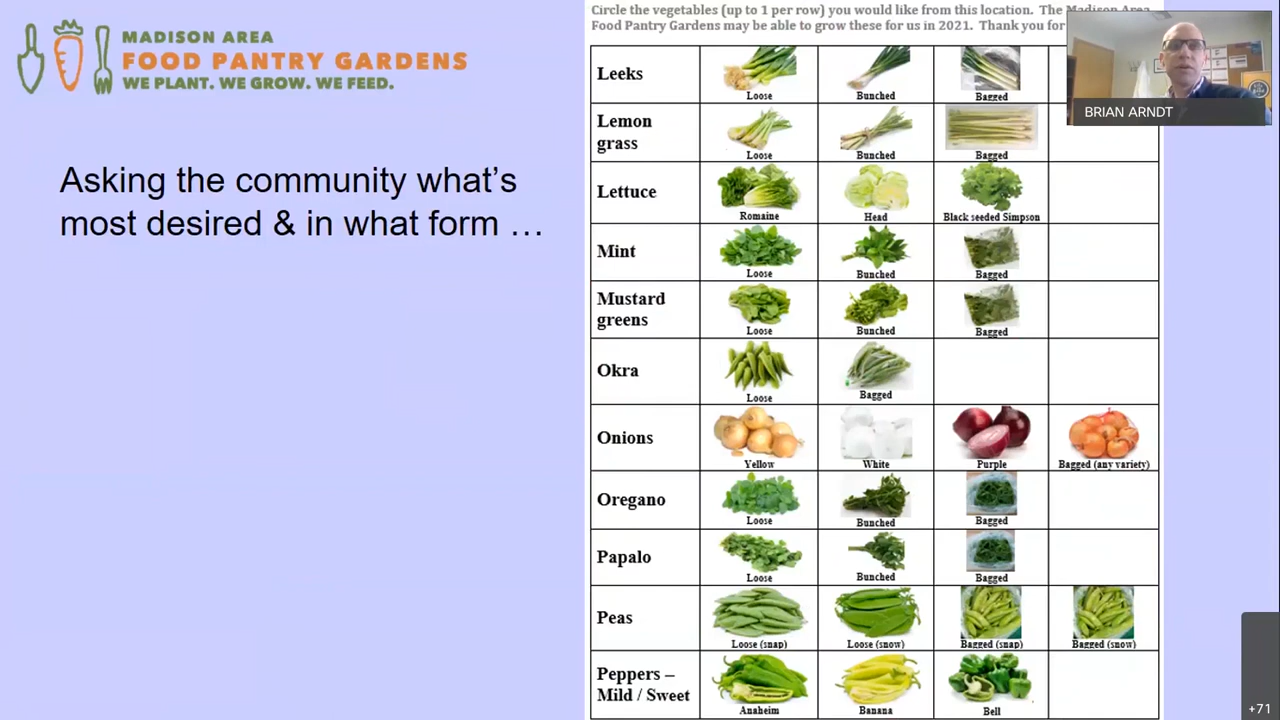 MADISON AREA
FOOD PANTRY GARDENS
WE PLANT. WE GROW. WE FEED.
Asking the community what's
most desired & in what form …
Circle the vegetables (up to 1 per row) you would like from this location. The Madison Area
Food Pantry Gardens may be able to grow these for us in 2021. Thank you for
BRIAN ARNDT
Leeks
Loose Bunched Bagged
Lemon
grass
Loose Bunched Bagged
Lettuce
Romaine Head Black seeded Simpson
Mint
Loose Bunched Bagged
Mustard
greens
Loose Bunched Bagged
Okra
Loose Bagged
Onions
Yellow White Purple Bagged (any variety)
Oregano
Loose Bunched Bagged
Papalo
Loose Bunched Bagged
Peas
Loose (snap) Loose (snow) Bagged (snap) Bagged (snow)
Peppers –
Mild / Sweet
Anaheim Banana Bell
+71